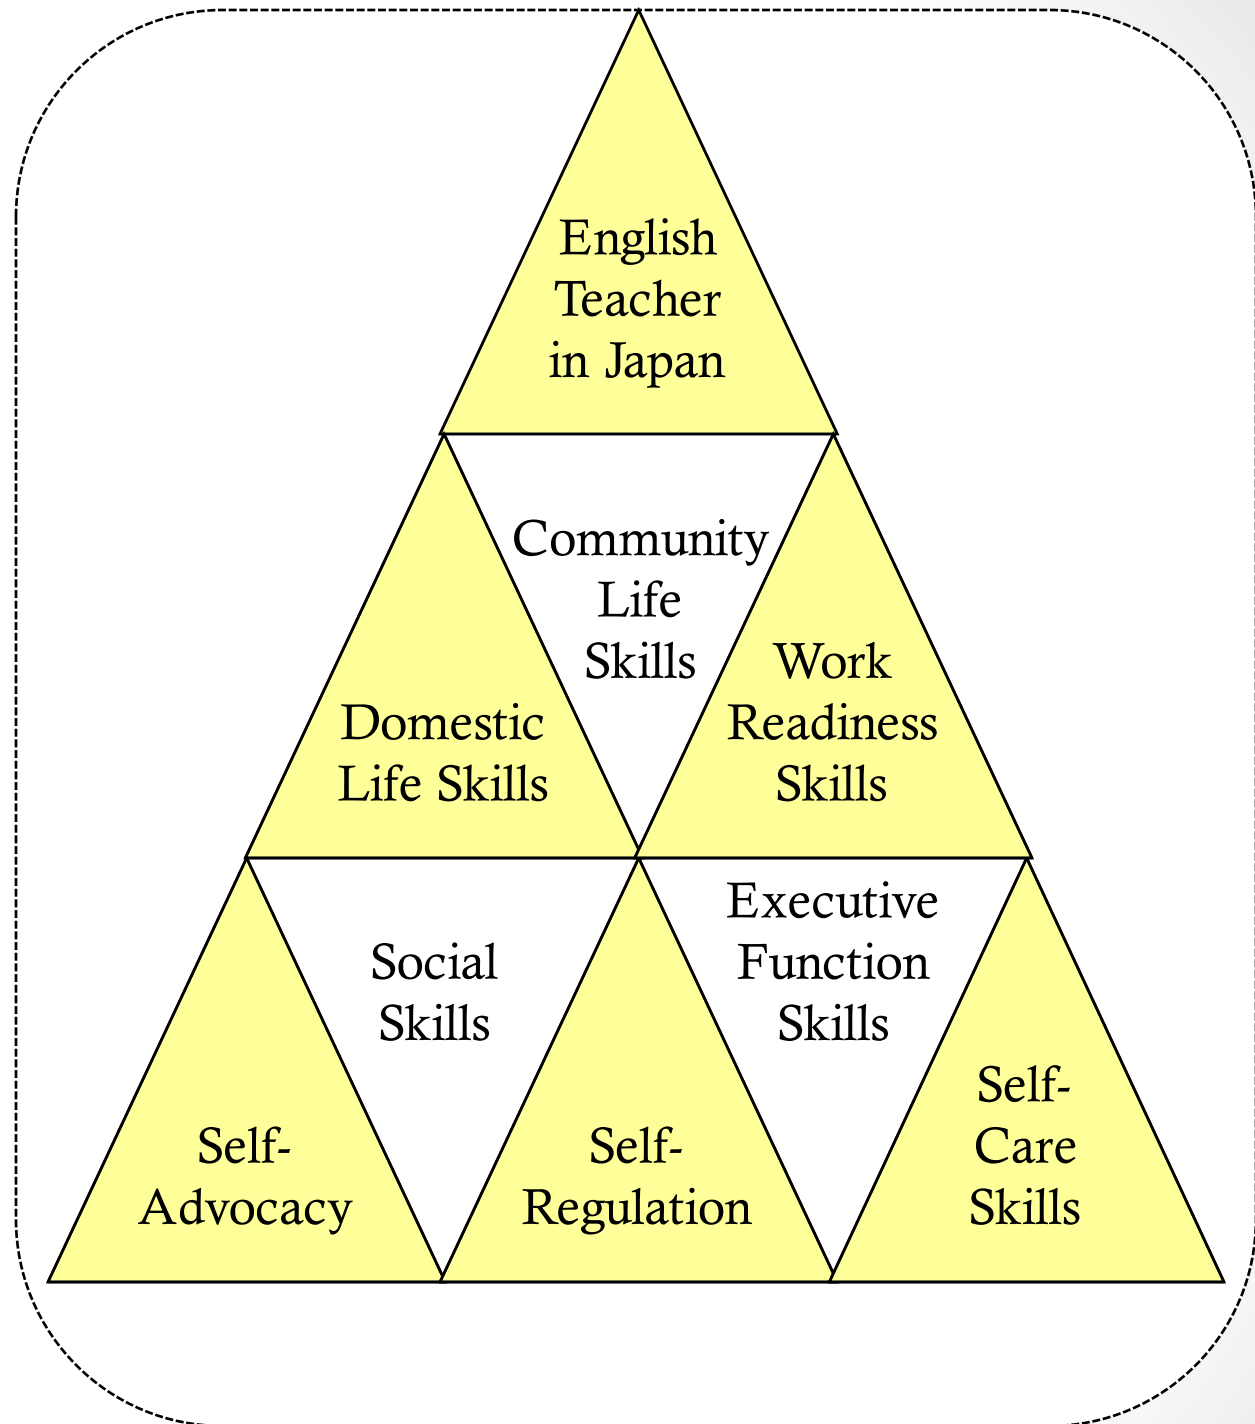 English
Teacher
in Japan
Community
Life
Skills
Domestic
Life Skills
Work
Readiness
Skills
Social
Skills
Executive
Function
Skills
Self-
Advocacy
Self-
Regulation
Self-
Care
Skills